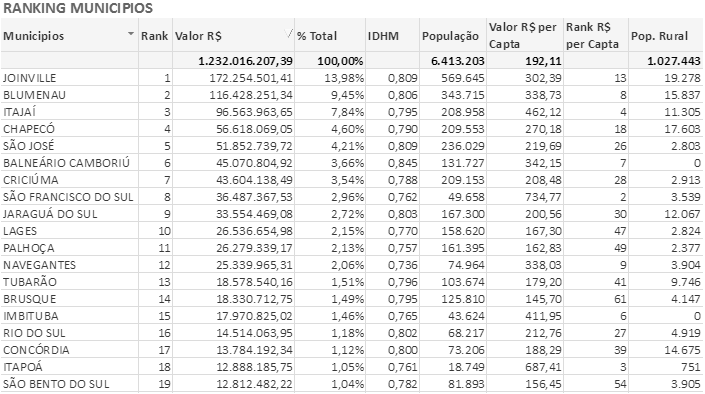 RANKING MUNICIPIOS
Municipios Rank Valor R$ % Total IDHM População Valor R$ per Capta Rank R$ per Capta Pop. Rural
1.232.016.207,39 100,00% 6.413.203 192,11 1.027.443
JOINVILLE 1 172.254.501,41 13,98% 0,809 569.645 302,39 13 19.278
BLUMENAU 2 116.428.251,34 9,45% 0,806 343.715 338,73 8 15.837
ITAJAÍ 3 96.563.963,65 7,84% 0,795 208.958 462,12 4 11.305
CHAPECÓ 4 56.618.069,05 4,60% 0,790 209.553 270,18 18 17.603
SÃO JOSÉ 5 51.852.739,72 4,21% 0,809 236.029 219,69 26 2.803
BALNEÁRIO CAMBORIÚ 6 45.070.804,92 3,66% 0,845 131.727 342,15 7 0
CRICIÚMA 7 43.604.138,49 3,54% 0,788 209.153 208,48 28 2.913
SÃO FRANCISCO DO SUL 8 36.487.367,53 2,96% 0,762 49.658 734,77 2 3.539
JARAGUÁ DO SUL 9 33.554.469,08 2,72% 0,803 167.300 200,56 30 12.067
LAGES 10 26.536.654,98 2,15% 0,770 158.620 167,30 47 2.824
PALHOÇA 11 26.279.339,17 2,13% 0,757 161.395 162,83 49 2.377
NAVEGANTES 12 25.339.965,31 2,06% 0,736 74.964 338,03 9 3.904
TUBARÃO 13 18.578.540,16 1,51% 0,796 103.674 179,20 41 9.746
BRUSQUE 14 18.330.712,75 1,49% 0,795 125.810 145,70 61 4.147
IMBITUBA 15 17.970.825,02 1,46% 0,765 43.624 411,95 6 0
RIO DO SUL 16 14.514.063,95 1,18% 0,802 68.217 212,76 27 4.919
CONCÓRDIA 17 13.784.192,34 1,12% 0,800 73.206 188,29 39 14.675
ITAPOÁ 18 12.888.185,75 1,05% 0,761 18.749 687,41 3 751
SÃO BENTO DO SUL 19 12.812.482,22 1,04% 0,782 81.893 156,45 54 3.905